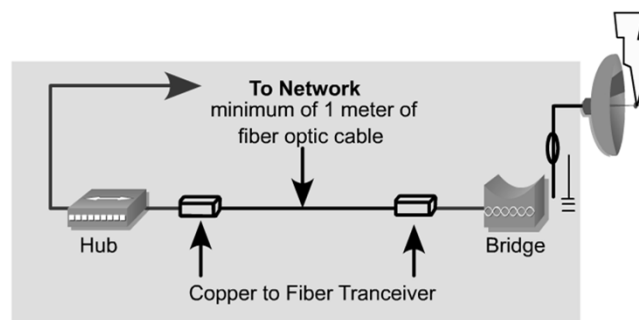 To Network
minimum of 1 meter of
fiber optic cable
Hub
Bridge
Copper to Fiber Tranceiver